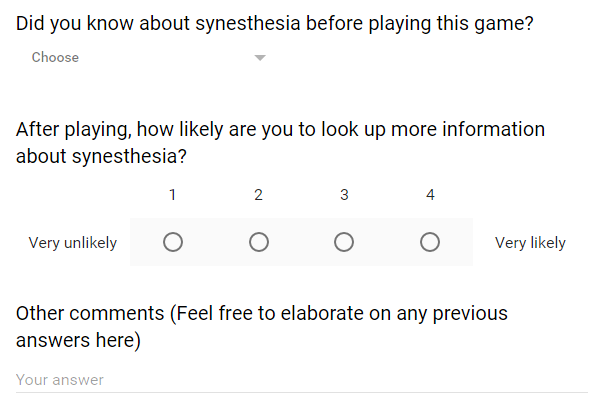 Did you know about synesthesia before playing this game?
Choose
After playing, how likely are you to look up more information
about synesthesia?
1 2 3 4
Very unlikely Very likely
Other comments (Feel free to elaborate on any previous
answers here)
Your answer